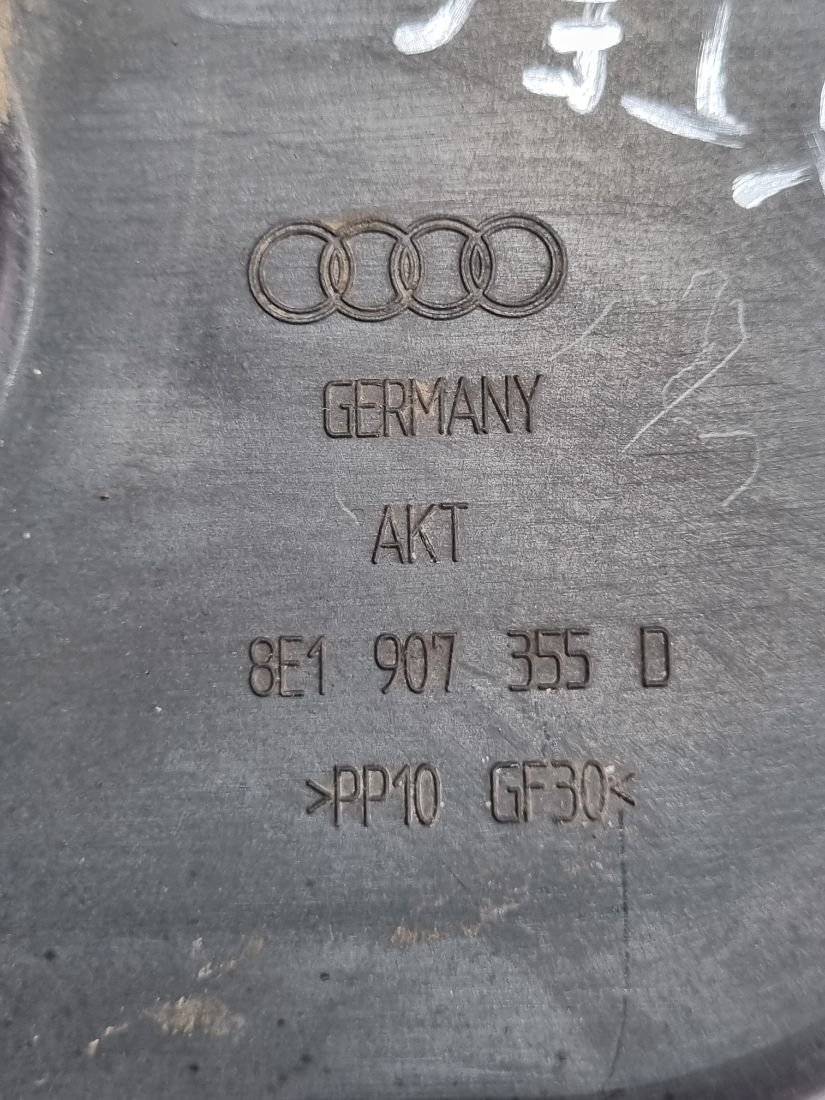 GERMANY
AKT
8E1 907 355 D
>PP10 GF30<